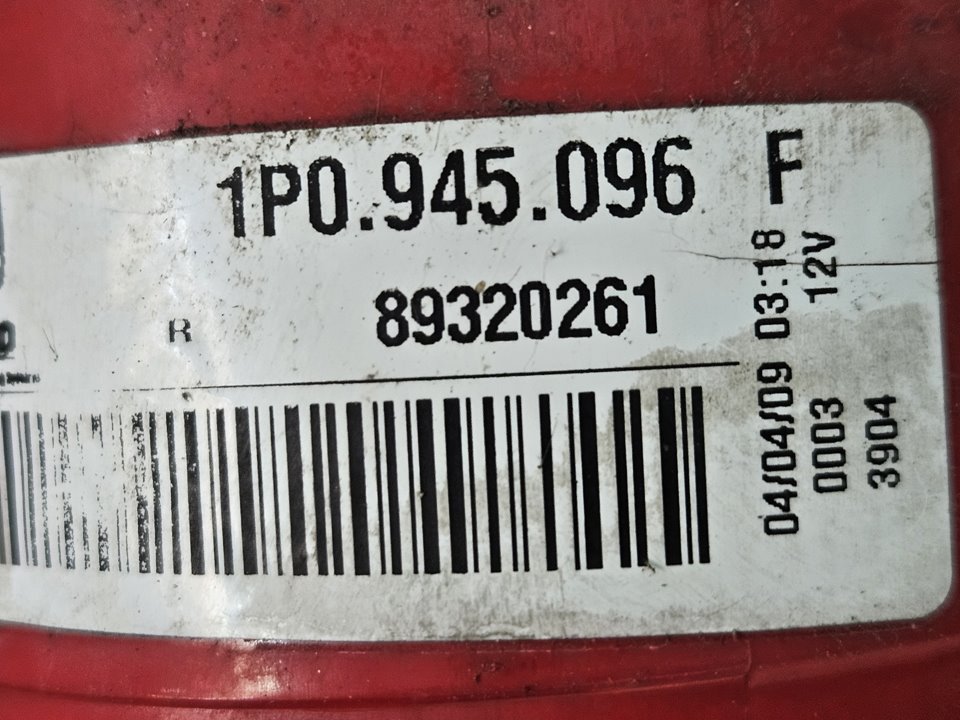 1P0.945.096 F
R 89320261
04/04/09 03:18
0003 12V
3904